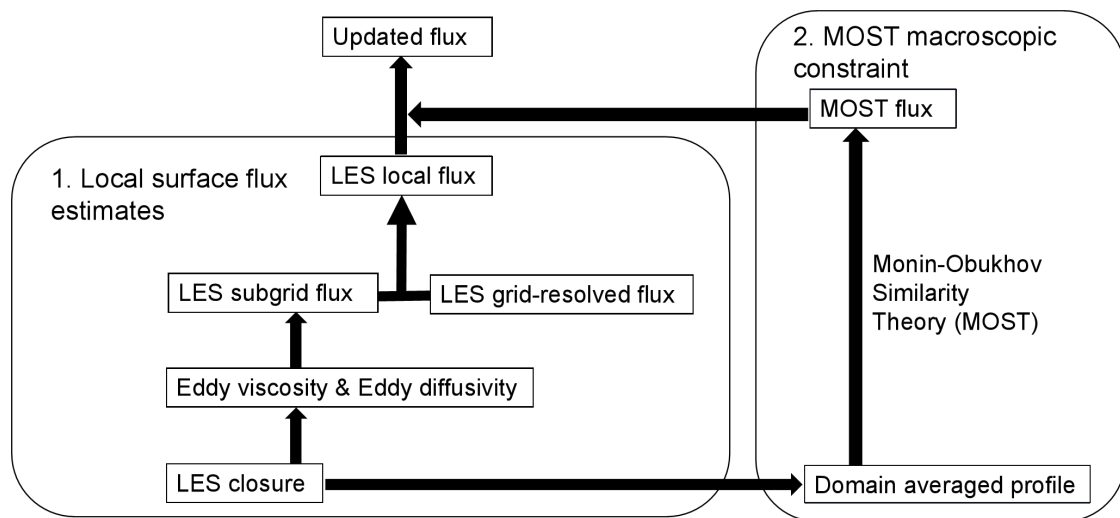 Updated flux
2. MOST macroscopic
constraint
MOST flux
1. Local surface flux
estimates
LES local flux
LES subgrid flux
LES grid-resolved flux
Monin-Obukhov
Similarity
Theory (MOST)
Eddy viscosity & Eddy diffusivity
LES closure
Domain averaged profile